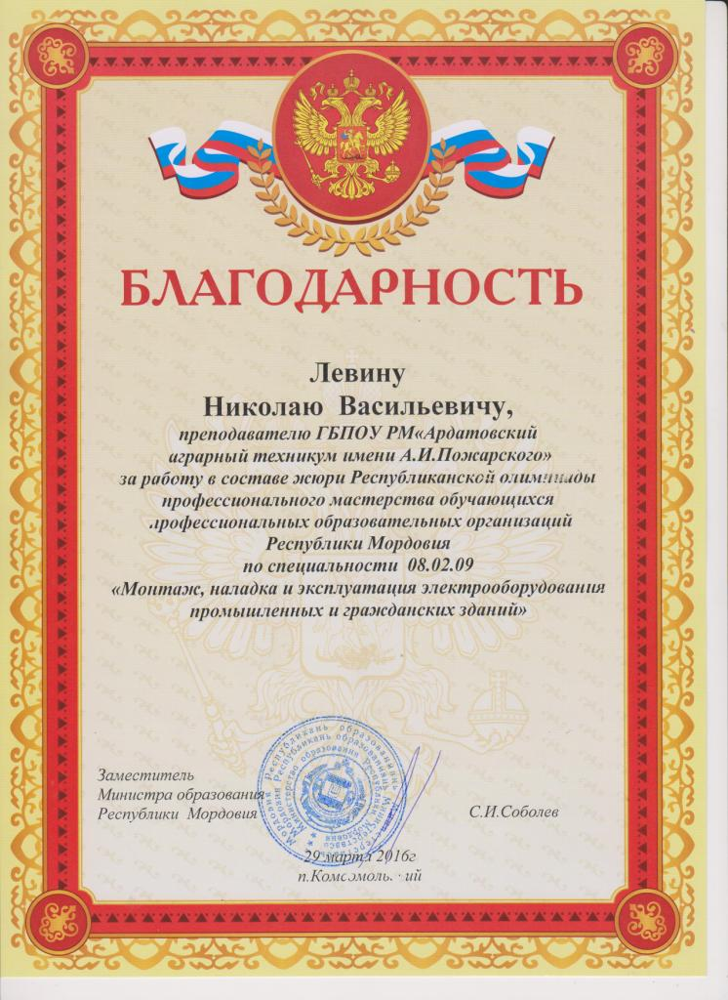 БЛАГОДАРНОСТЬ
Левину
Николаю Васильевичу,
преподавателю ГБПОУ РМ«Ардатовский
аграрный техникум имени А.И.Пожарского»
за работу в составе жюри Республиканской олимпиады
профессионального мастерства обучающихся
профессиональных образовательных организаций
Республики Мордовия
по специальности 08.02.09
«Монтаж, наладка и эксплуатация электрооборудования
промышленных и гражданских зданий»
Заместитель
Министра образования
Республики Мордовия
С.И.Соболев
29 марта 2016г